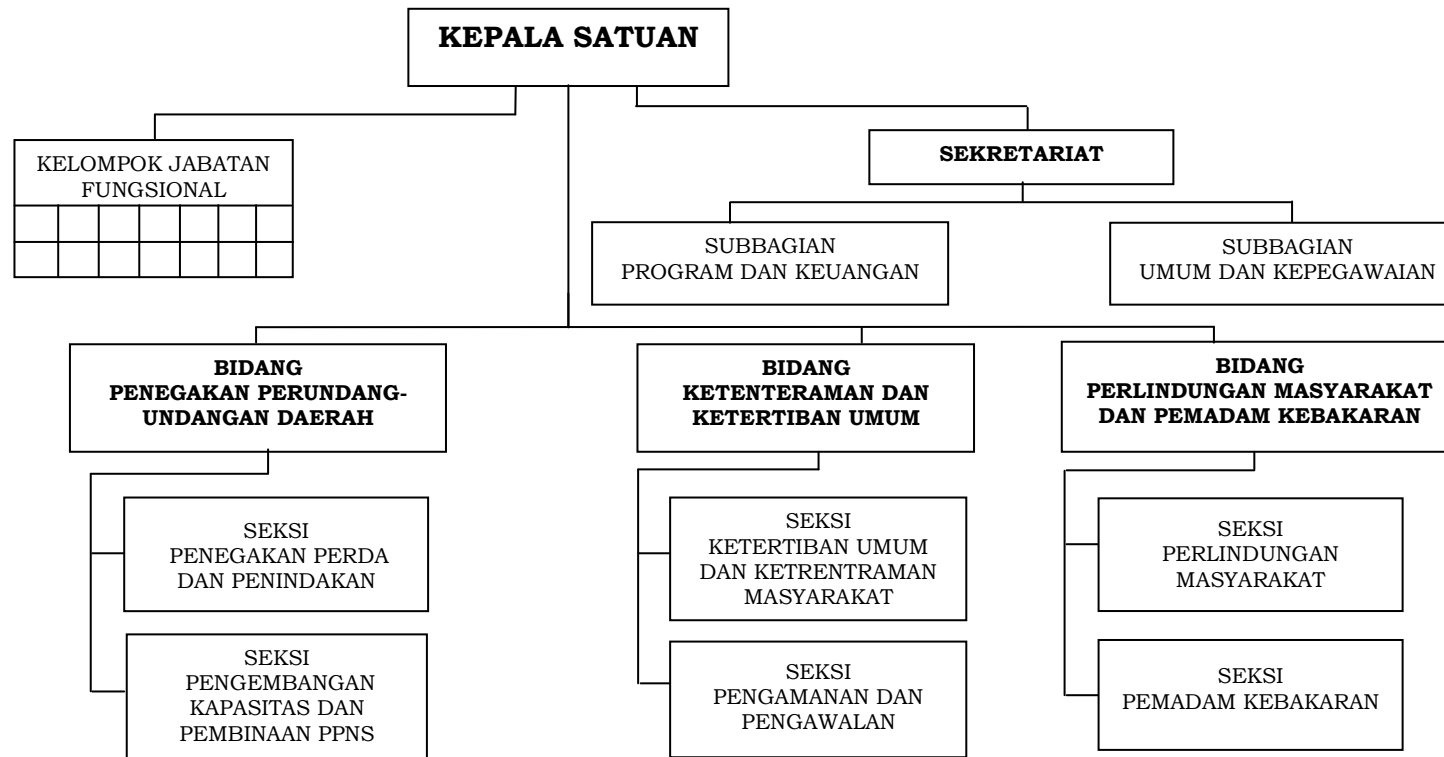 KEPALA SATUAN
KELOMPOK JABATAN
FUNGSIONAL
SEKRETARIAT
SUBBAGIAN
PROGRAM DAN KEUANGAN
SUBBAGIAN
UMUM DAN KEPEGAWAIAN
BIDANG
PENEGAKAN PERUNDANG-
UNDANGAN DAERAH
BIDANG
KETENTERAMAN DAN
KETERTIBAN UMUM
BIDANG
PERLINDUNGAN MASYARAKAT
DAN PEMADAM KEBAKARAN
SEKSI
PENEGAKAN PERDA
DAN PENINDAKAN
SEKSI
KETERTIBAN UMUM
DAN KETRENTRAMAN
MASYARAKAT
SEKSI
PERLINDUNGAN
MASYARAKAT
SEKSI
PENGEMBANGAN
KAPASITAS DAN
PEMBINAAN PPNS
SEKSI
PENGAMANAN DAN
PENGAWALAN
SEKSI
PEMADAM KEBAKARAN